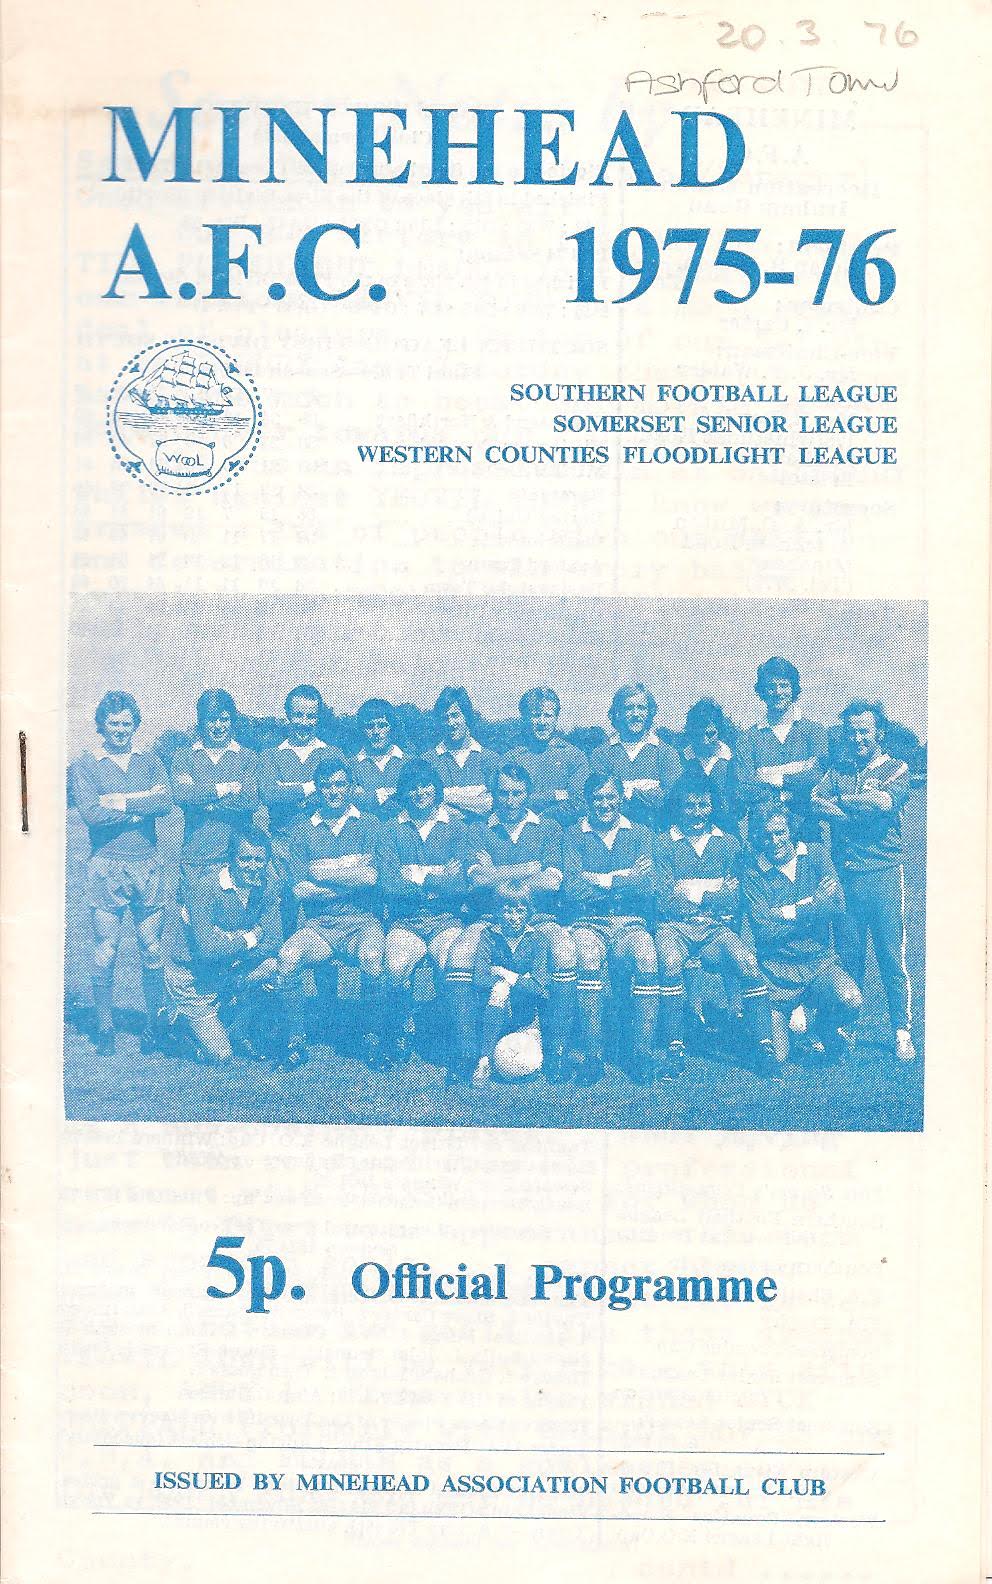 20.3.76
Ashford Town
MINEHEAD
A.F.C. 1975-76
WOOL
SOUTHERN FOOTBALL LEAGUE
SOMERSET SENIOR LEAGUE
WESTERN COUNTIES FLOODLIGHT LEAGUE
5p. Official Programme
ISSUED BY MINEHEAD ASSOCIATION FOOTBALL CLUB